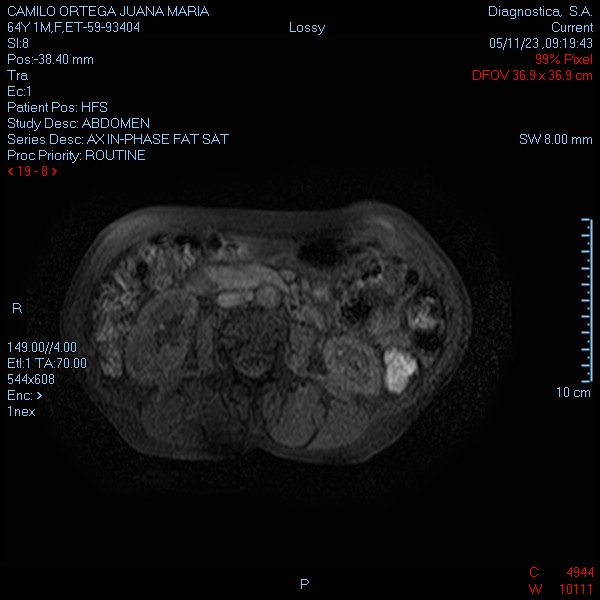 CAMILO ORTEGA JUANA MARIA
64Y 1M,F,ET-59-93404
Sl:8
Pos:-38.40 mm
Tra
Ec:1
Patient Pos: HFS
Study Desc: ABDOMEN
Series Desc: AX IN-PHASE FAT SAT
Proc Priority: ROUTINE
< 19 - 8 >
Lossy
Diagnostica, S.A.
Current
05/11/23 ,09:19:43
99% Pixel
DFOV 36.9 x 36.9 cm
SW 8.00 mm
R
149.00//4.00
Etl:1 TA:70.00
544x608
Enc: >
1nex
10 cm
P
C 4944
W 10111